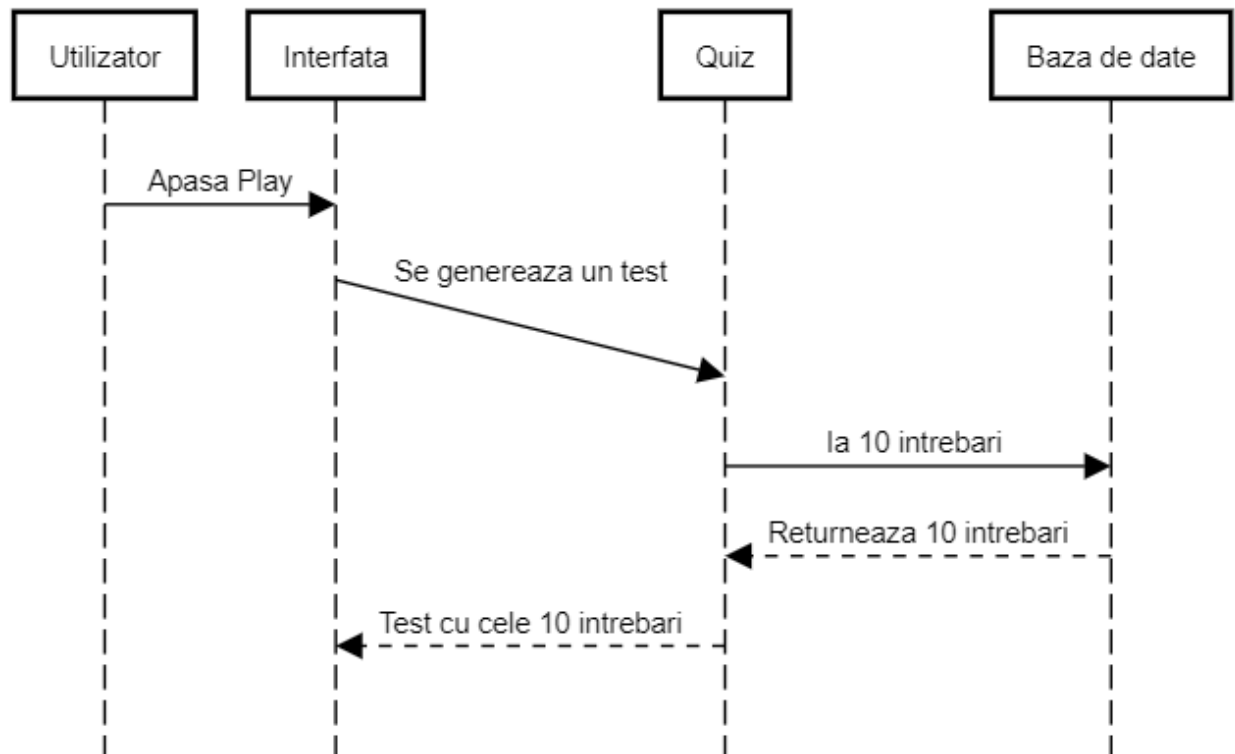 Utilizator
Interfata
Quiz
Baza de date
Apasa Play
Se genereaza un test
Ia 10 intrebari
Returneaza 10 intrebari
Test cu cele 10 intrebari